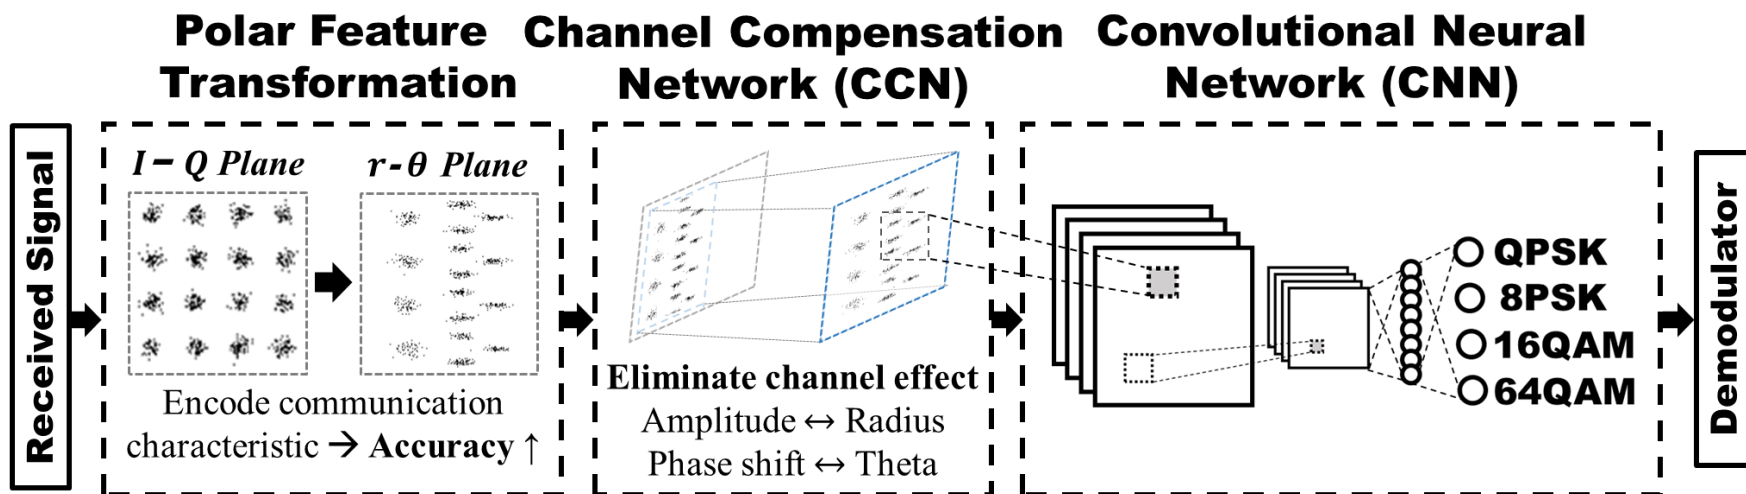 Polar Feature
Transformation
Channel Compensation
Network (CCN)
Convolutional Neural
Network (CNN)
Received Signal
I – Q Plane
r - θ Plane
Encode communication
characteristic → Accuracy ↑
Eliminate channel effect
Amplitude ↔ Radius
Phase shift ↔ Theta
QPSK
8PSK
16QAM
64QAM
Demodulator